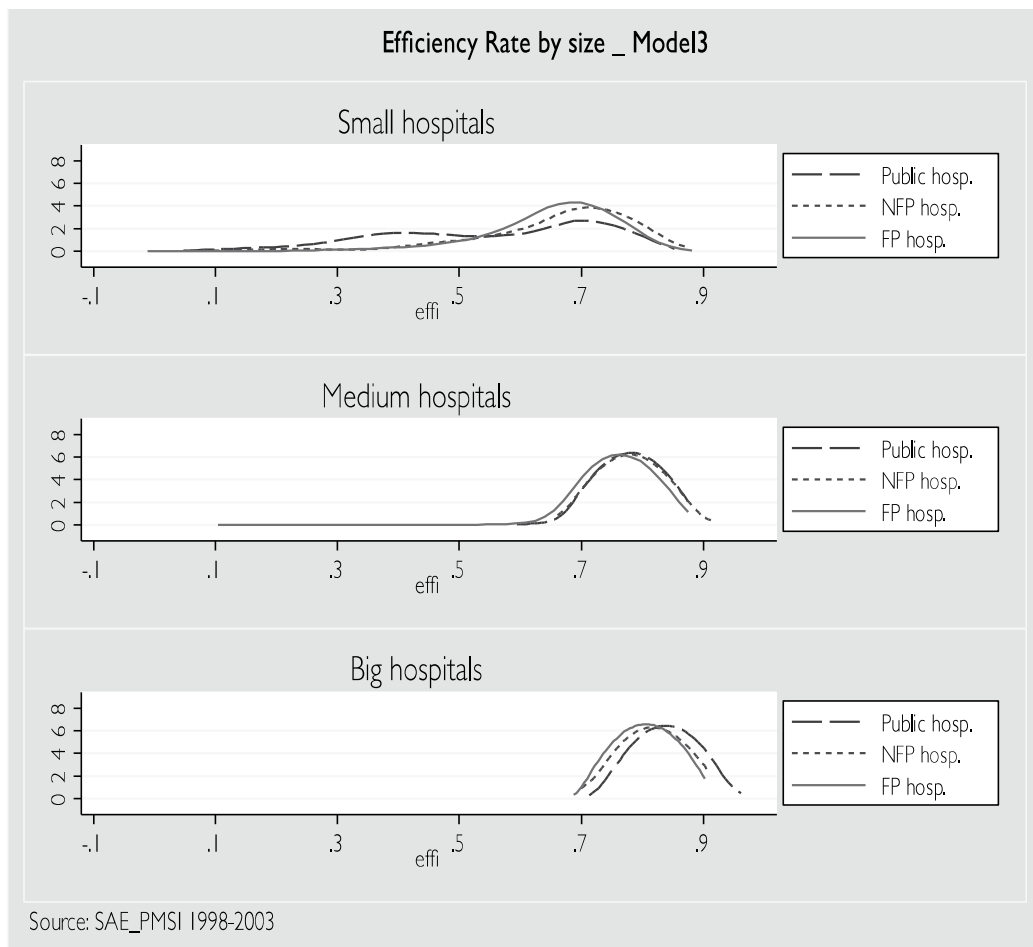 Efficiency Rate by size _ Model3
Small hospitals
8
6
4
2
0
-.1 .1 .3 .5 .7 .9
effi
Public hosp.
NFP hosp.
FP hosp.
Medium hospitals
8
6
4
2
0
-.1 .1 .3 .5 .7 .9
effi
Public hosp.
NFP hosp.
FP hosp.
Big hospitals
8
6
4
2
0
-.1 .1 .3 .5 .7 .9
effi
Public hosp.
NFP hosp.
FP hosp.
Source: SAE_PMSI 1998-2003